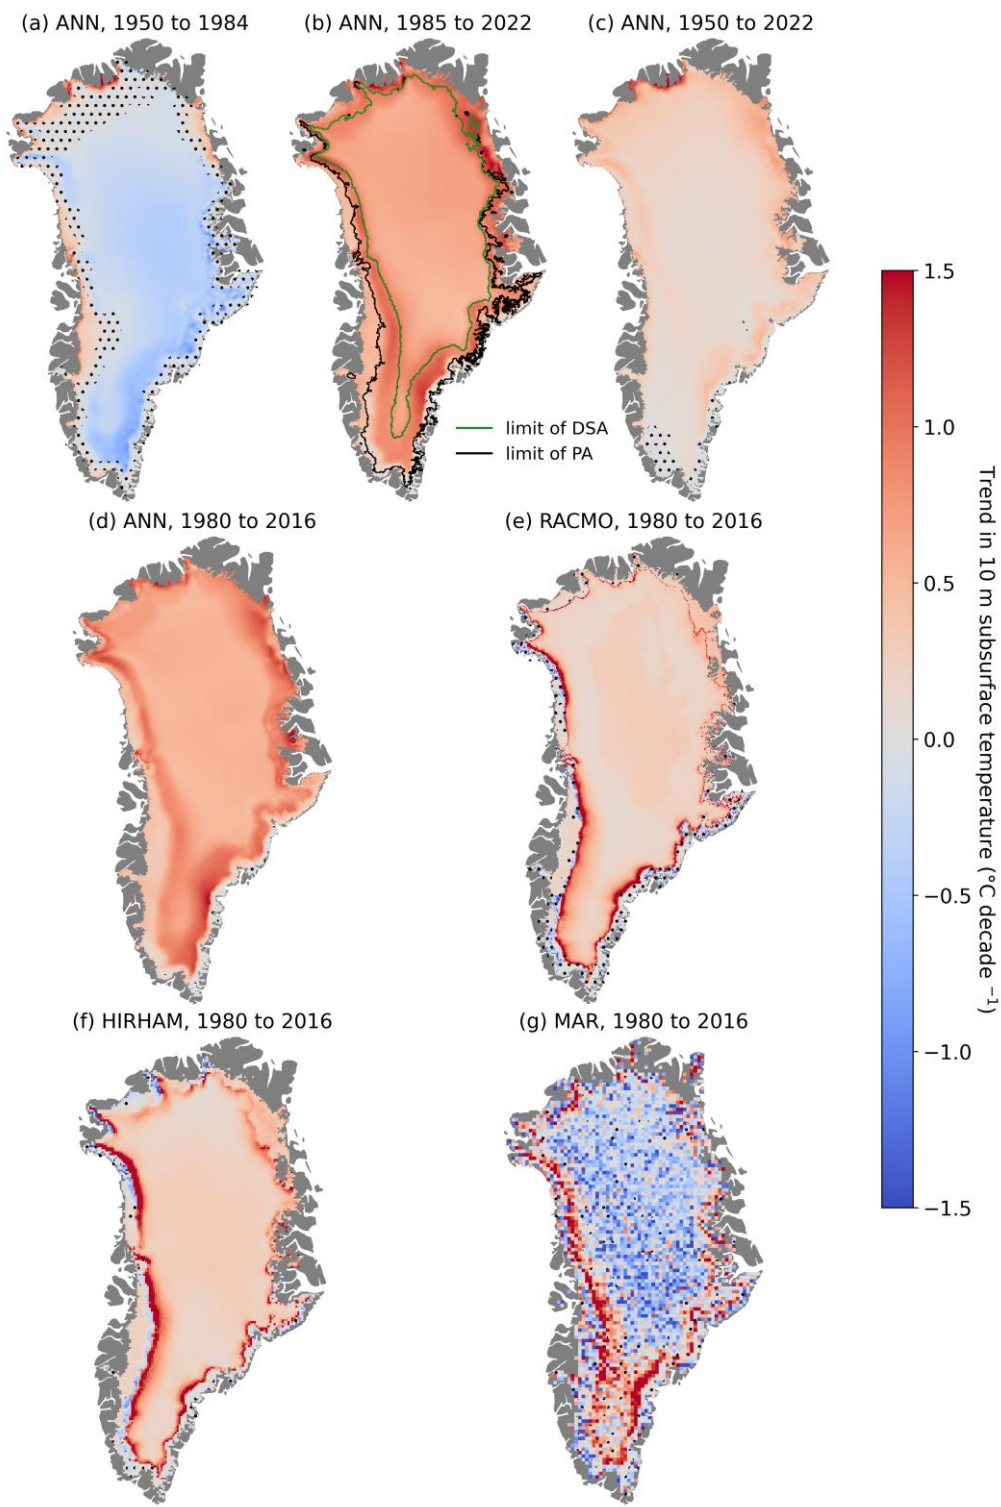 (a) ANN, 1950 to 1984
(b) ANN, 1985 to 2022
(c) ANN, 1950 to 2022
limit of DSA
limit of PA
(d) ANN, 1980 to 2016
(e) RACMO, 1980 to 2016
(f) HIRHAM, 1980 to 2016
(g) MAR, 1980 to 2016
1.5
1.0
0.5
0.0
−0.5
−1.0
−1.5
Trend in 10 m subsurface temperature (°C decade ⁻¹)